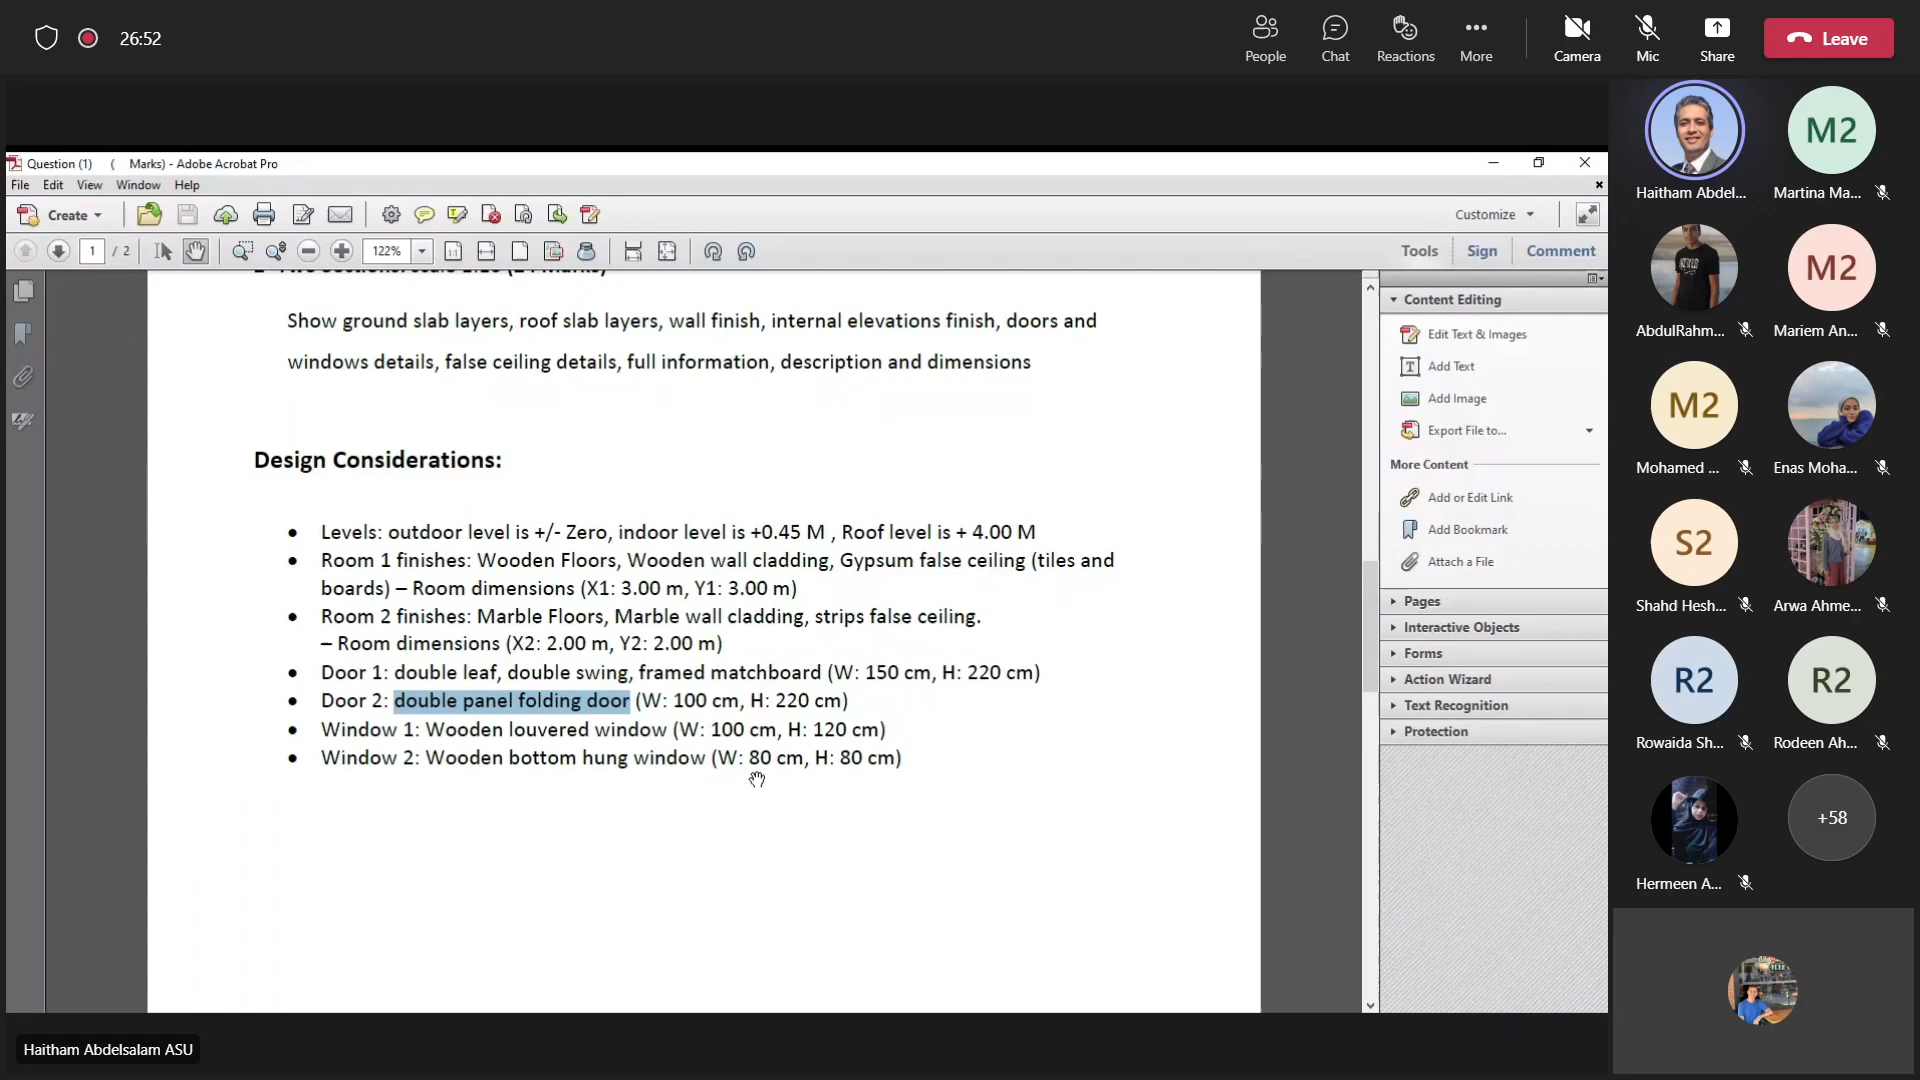 26:52
People
Chat
Reactions
More
Camera
Mic
Share
Leave
Question (1) ( Marks) - Adobe Acrobat Pro
File Edit View Window Help
Create
Customize
1 / 2
122%
Tools
Sign
Comment
Show ground slab layers, roof slab layers, wall finish, internal elevations finish, doors and
windows details, false ceiling details, full information, description and dimensions
Design Considerations:
• Levels: outdoor level is +/- Zero, indoor level is +0.45 M , Roof level is + 4.00 M
• Room 1 finishes: Wooden Floors, Wooden wall cladding, Gypsum false ceiling (tiles and
boards) – Room dimensions (X1: 3.00 m, Y1: 3.00 m)
• Room 2 finishes: Marble Floors, Marble wall cladding, strips false ceiling.
– Room dimensions (X2: 2.00 m, Y2: 2.00 m)
• Door 1: double leaf, double swing, framed matchboard (W: 150 cm, H: 220 cm)
• Door 2: double panel folding door (W: 100 cm, H: 220 cm)
• Window 1: Wooden louvered window (W: 100 cm, H: 120 cm)
• Window 2: Wooden bottom hung window (W: 80 cm, H: 80 cm)
Content Editing
Edit Text & Images
Add Text
Add Image
Export File to...
More Content
Add or Edit Link
Add Bookmark
Attach a File
Pages
Interactive Objects
Forms
Action Wizard
Text Recognition
Protection
Haitham Abdel...
M2
Martina Ma...
AbdulRahm...
M2
Mariem An...
M2
Mohamed ...
Enas Moha...
S2
Shahd Hesh...
Arwa Ahme...
R2
Rowaida Sh...
R2
Rodeen Ah...
Hermeen A...
+58
Haitham Abdelsalam ASU